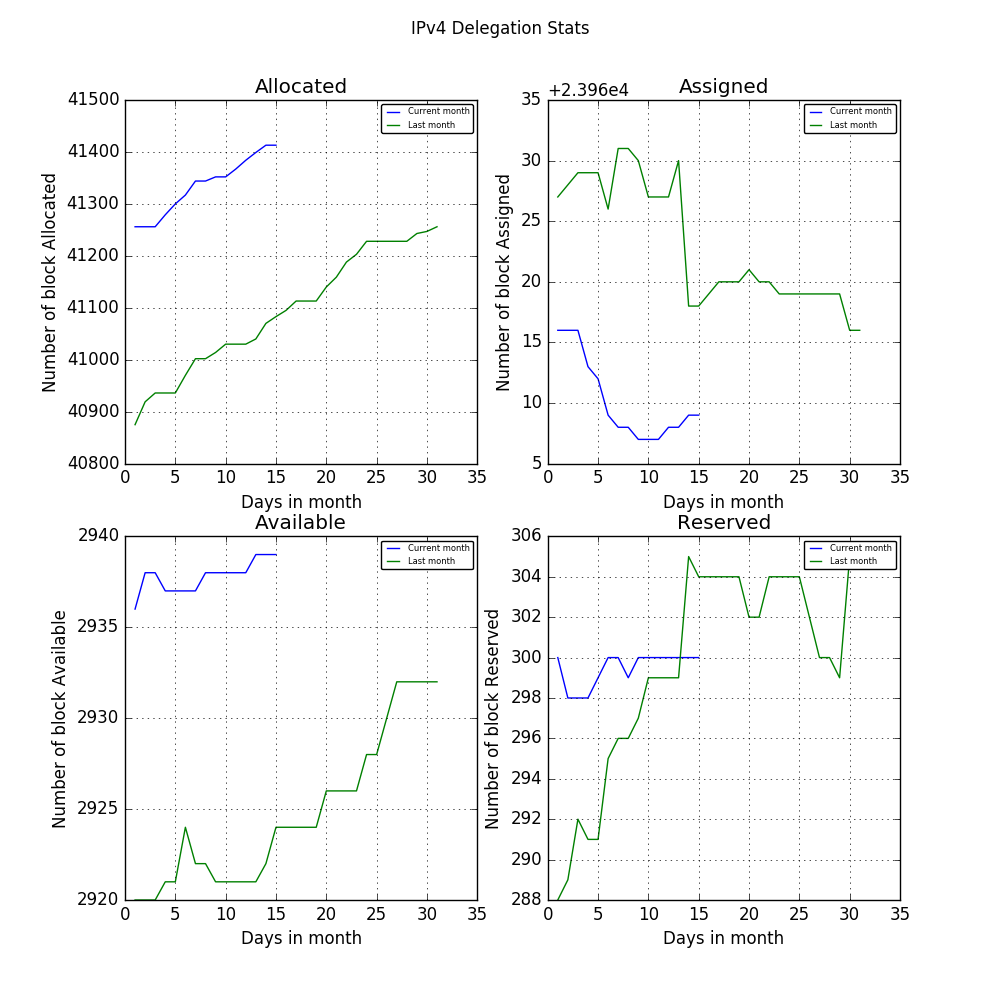 IPv4 Delegation Stats
Allocated
41500
41400
41300
41200
41100
41000
40900
40800
0 5 10 15 20 25 30 35
Number of block Allocated
Days in month
Current month
Last month
Assigned
+2.396e4
35
30
25
20
15
10
5
0 5 10 15 20 25 30 35
Number of block Assigned
Days in month
Current month
Last month
Available
2940
2935
2930
2925
2920
0 5 10 15 20 25 30 35
Number of block Available
Days in month
Current month
Last month
Reserved
306
304
302
300
298
296
294
292
290
288
0 5 10 15 20 25 30 35
Number of block Reserved
Days in month
Current month
Last month